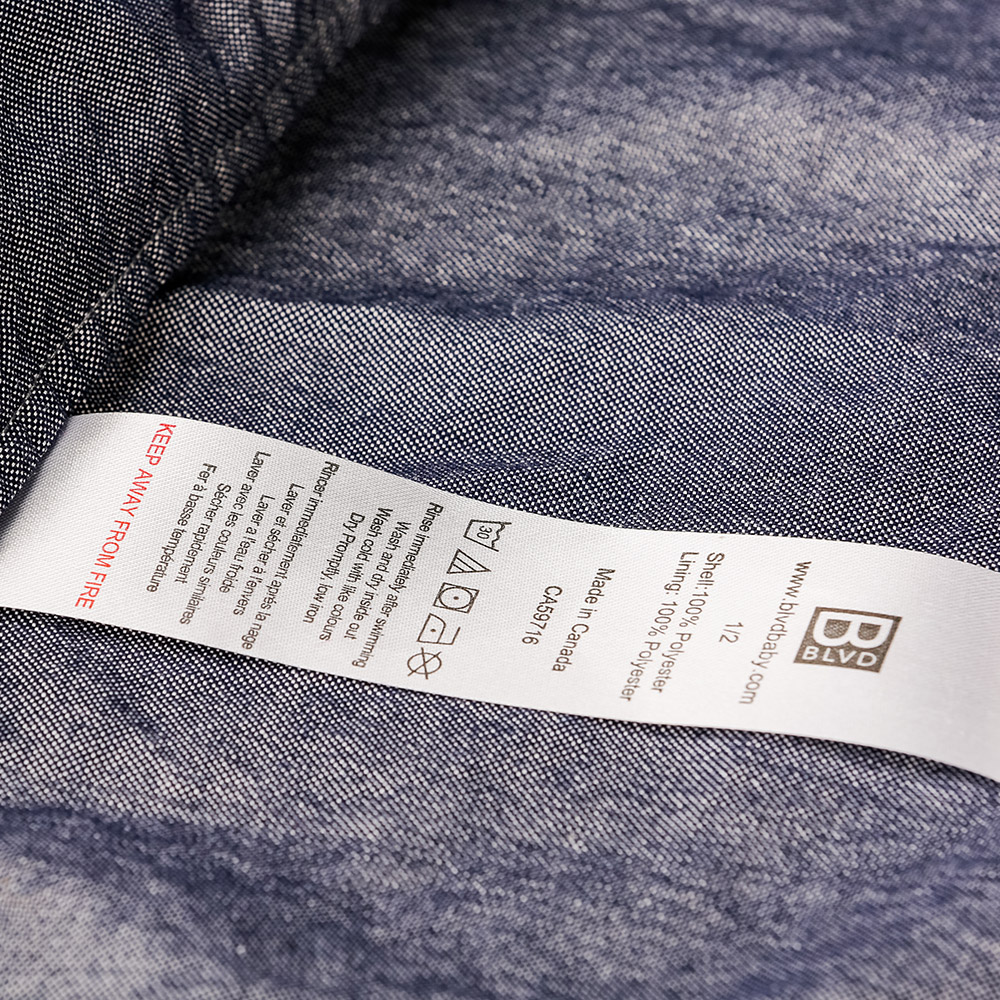 B
BLVD
www.blvdbaby.com
1/2
Shell:100% Polyester
Lining: 100% Polyester
Made in Canada
CA59716
30
Rinse immediately after swimming
Wash and dry inside out
Wash cold with like colours
Dry Promptly, low iron
Rincer immédiatement après la nage
Laver et sécher à l'envers
Laver a l'eau froide
Laver avec les couleurs similaires
Sécher rapidement
Fer à basse température
KEEP AWAY FROM FIRE